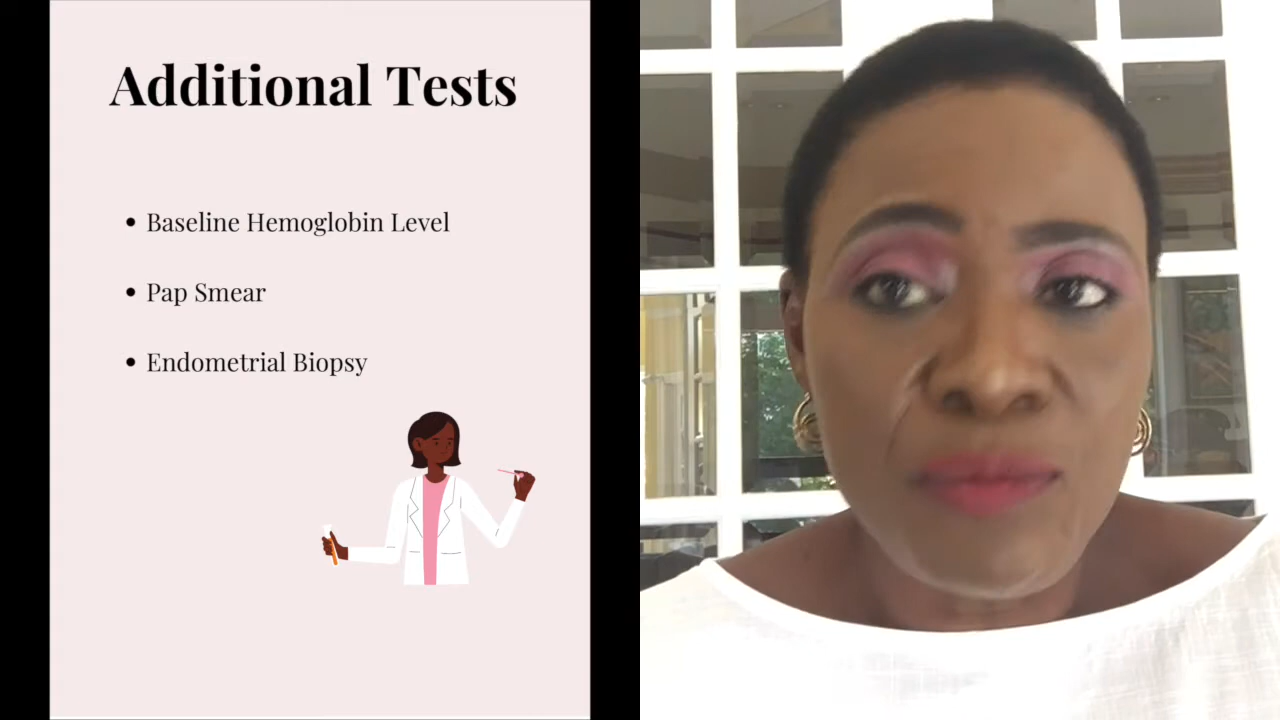 Additional Tests
• Baseline Hemoglobin Level
• Pap Smear
• Endometrial Biopsy